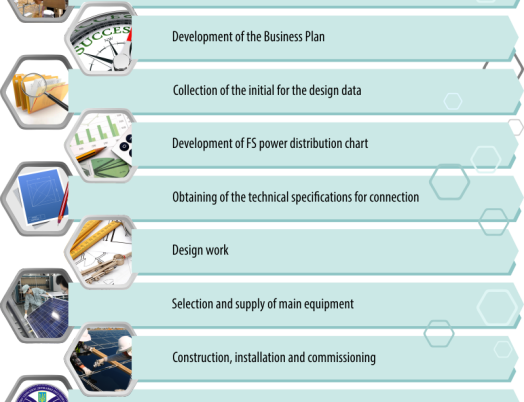 SUCCESS
Development of the Business Plan
Collection of the initial for the design data
Development of FS power distribution chart
Obtaining of the technical specifications for connection
Design work
Selection and supply of main equipment
Construction, installation and commissioning